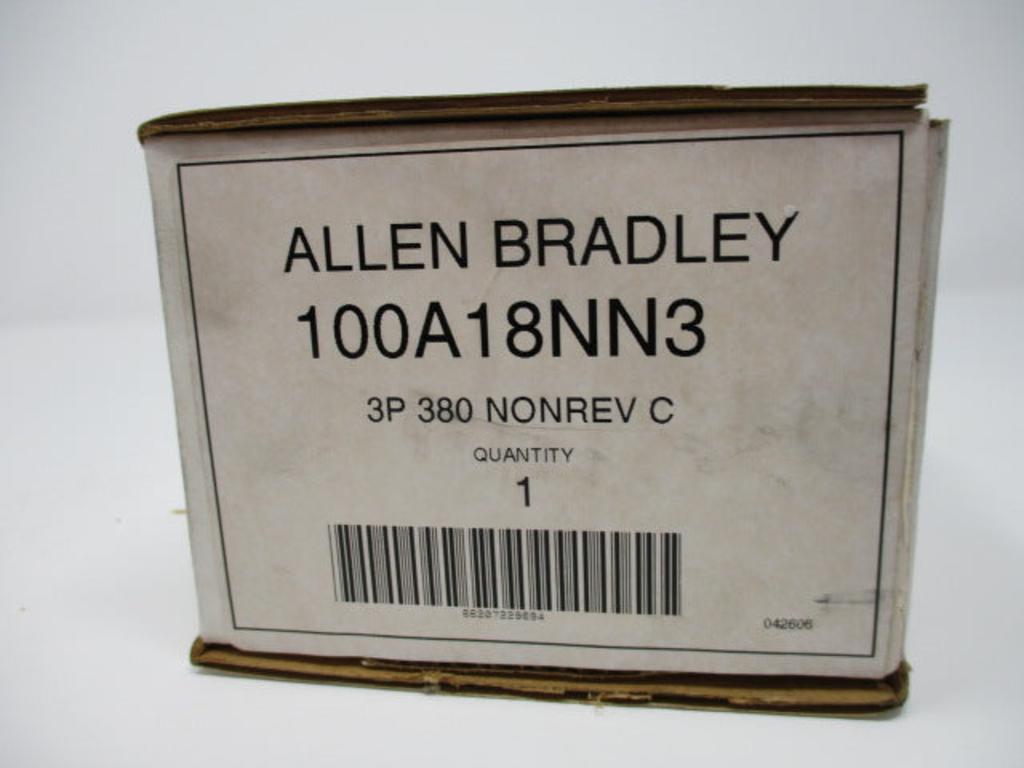 ALLEN BRADLEY
100A18NN3
3P 380 NONREV C
QUANTITY
1
042606